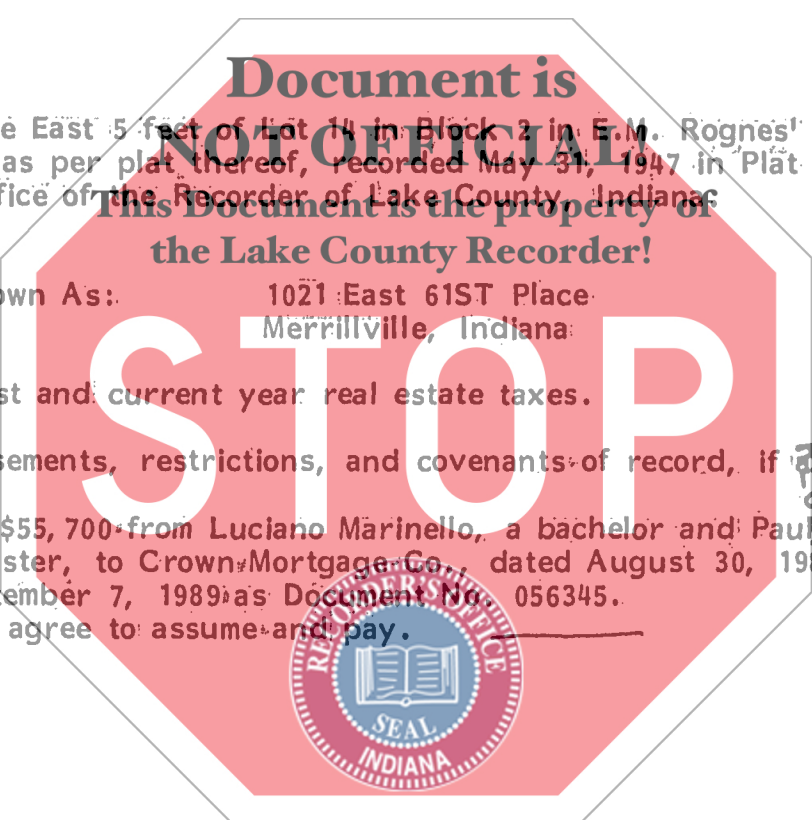 Document is
e East 5 feet of Lot 14 in Block 2 in E.M. Rognes'
NOT OFFICIAL!
as per plat thereof, recorded May 31, 1947 in Plat
fice of the Recorder of Lake County, Indiana
This Document is the property of
the Lake County Recorder!
own As: 1021 East 61ST Place
Merrillville, Indiana
STOP
st and current year real estate taxes.
sements, restrictions, and covenants of record, if
$55,700 from Luciano Marinello, a bachelor and Paul
ster, to Crown Mortgage Co., dated August 30, 198
tember 7, 1989 as Document No. 056345.
agree to assume and pay.
RECORDER'S OFFICE
SEAL
INDIANA